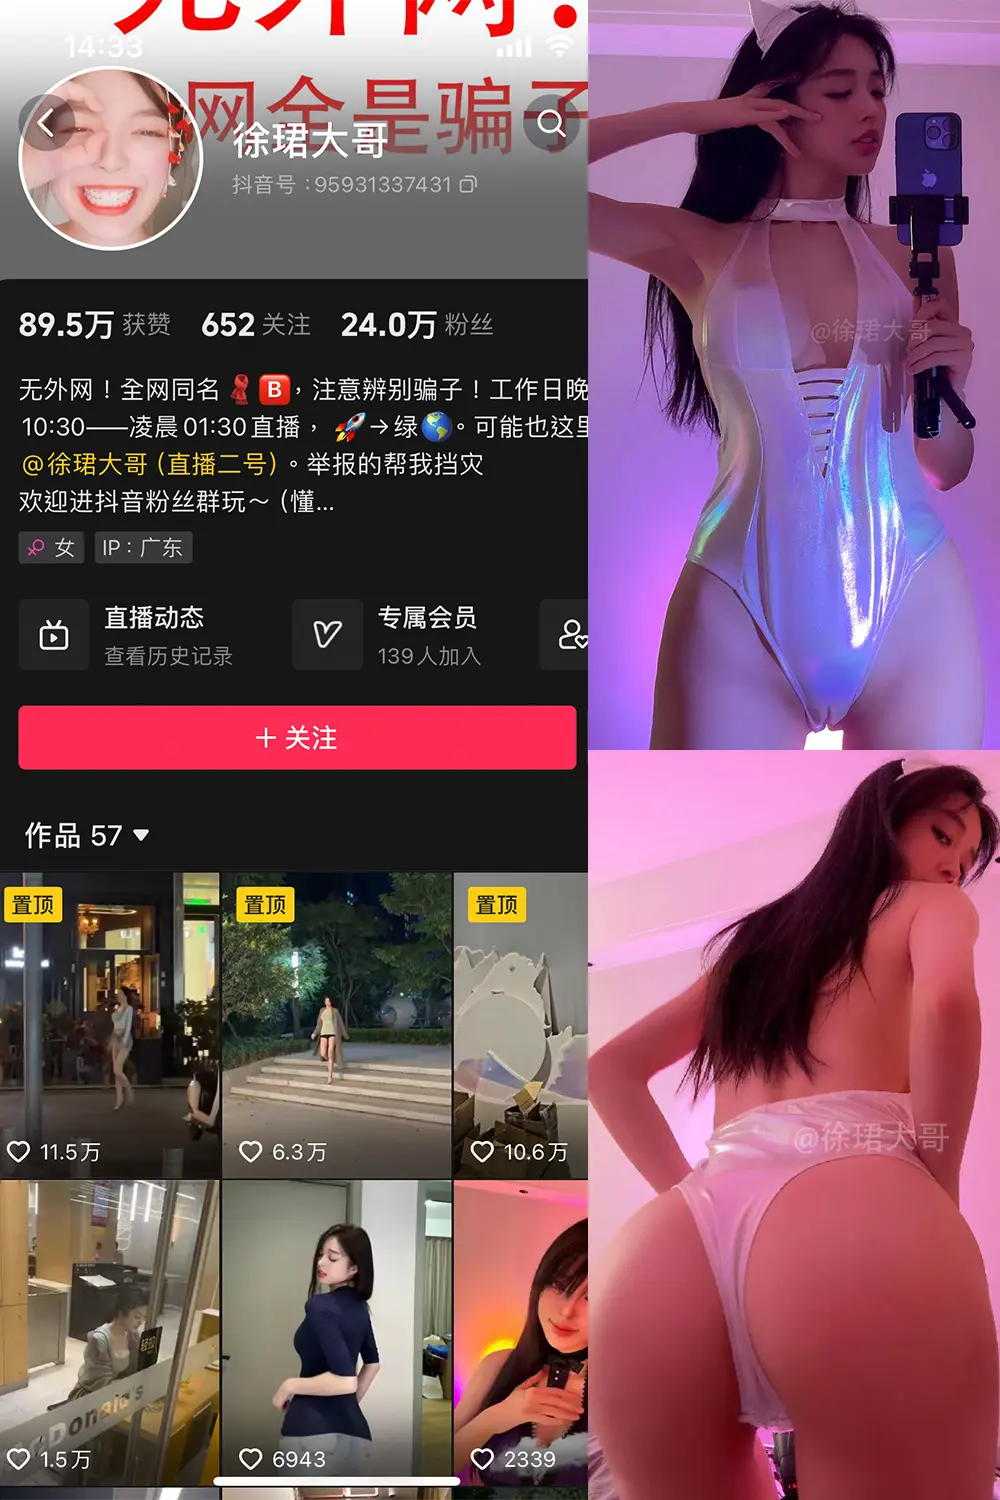 无外网！
网全是骗子
14:33
徐珺大哥
抖音号：95931337431
89.5万 获赞 652 关注 24.0万 粉丝
无外网！全网同名🧣🅱️，注意辨别骗子！工作日晚
10:30——凌晨01:30直播，🚀→绿🌎。可能也这里
@徐珺大哥（直播二号）。举报的帮我挡灾
欢迎进抖音粉丝群玩～（懂...
♀ 女 IP：广东
直播动态
查看历史记录
专属会员
139人加入
＋关注
作品 57
置顶
置顶
置顶
11.5万
6.3万
10.6万
Donald's
1.5万
6943
2339
@徐珺大哥
@徐珺大哥